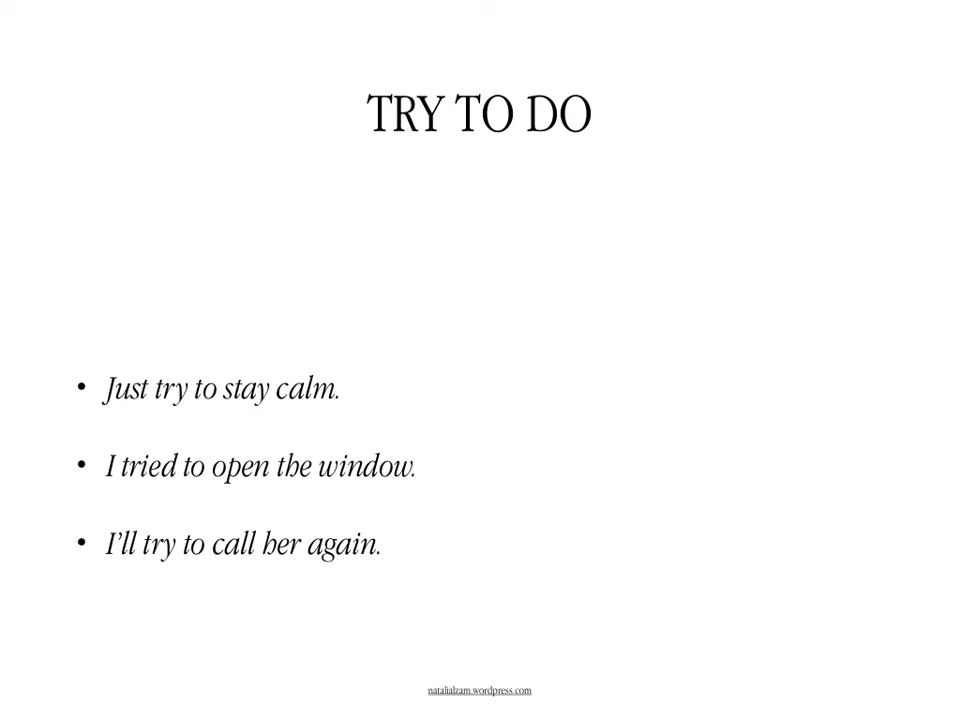 TRY TO DO
• Just try to stay calm.
• I tried to open the window.
• I’ll try to call her again.
natalialzam.wordpress.com